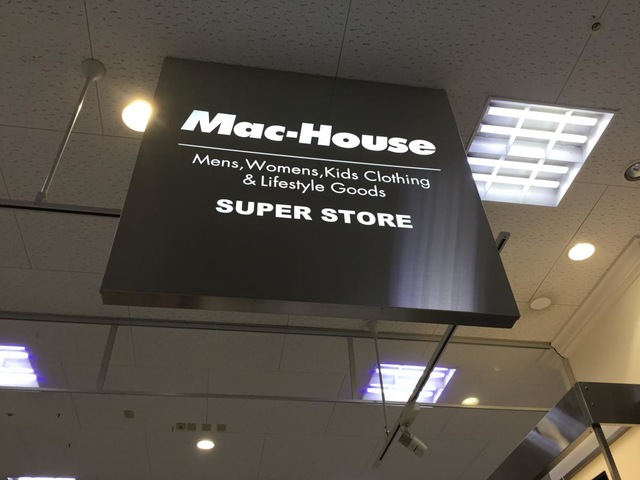 Mac-House
Mens,Womens,Kids Clothing
& Lifestyle Goods
SUPER STORE